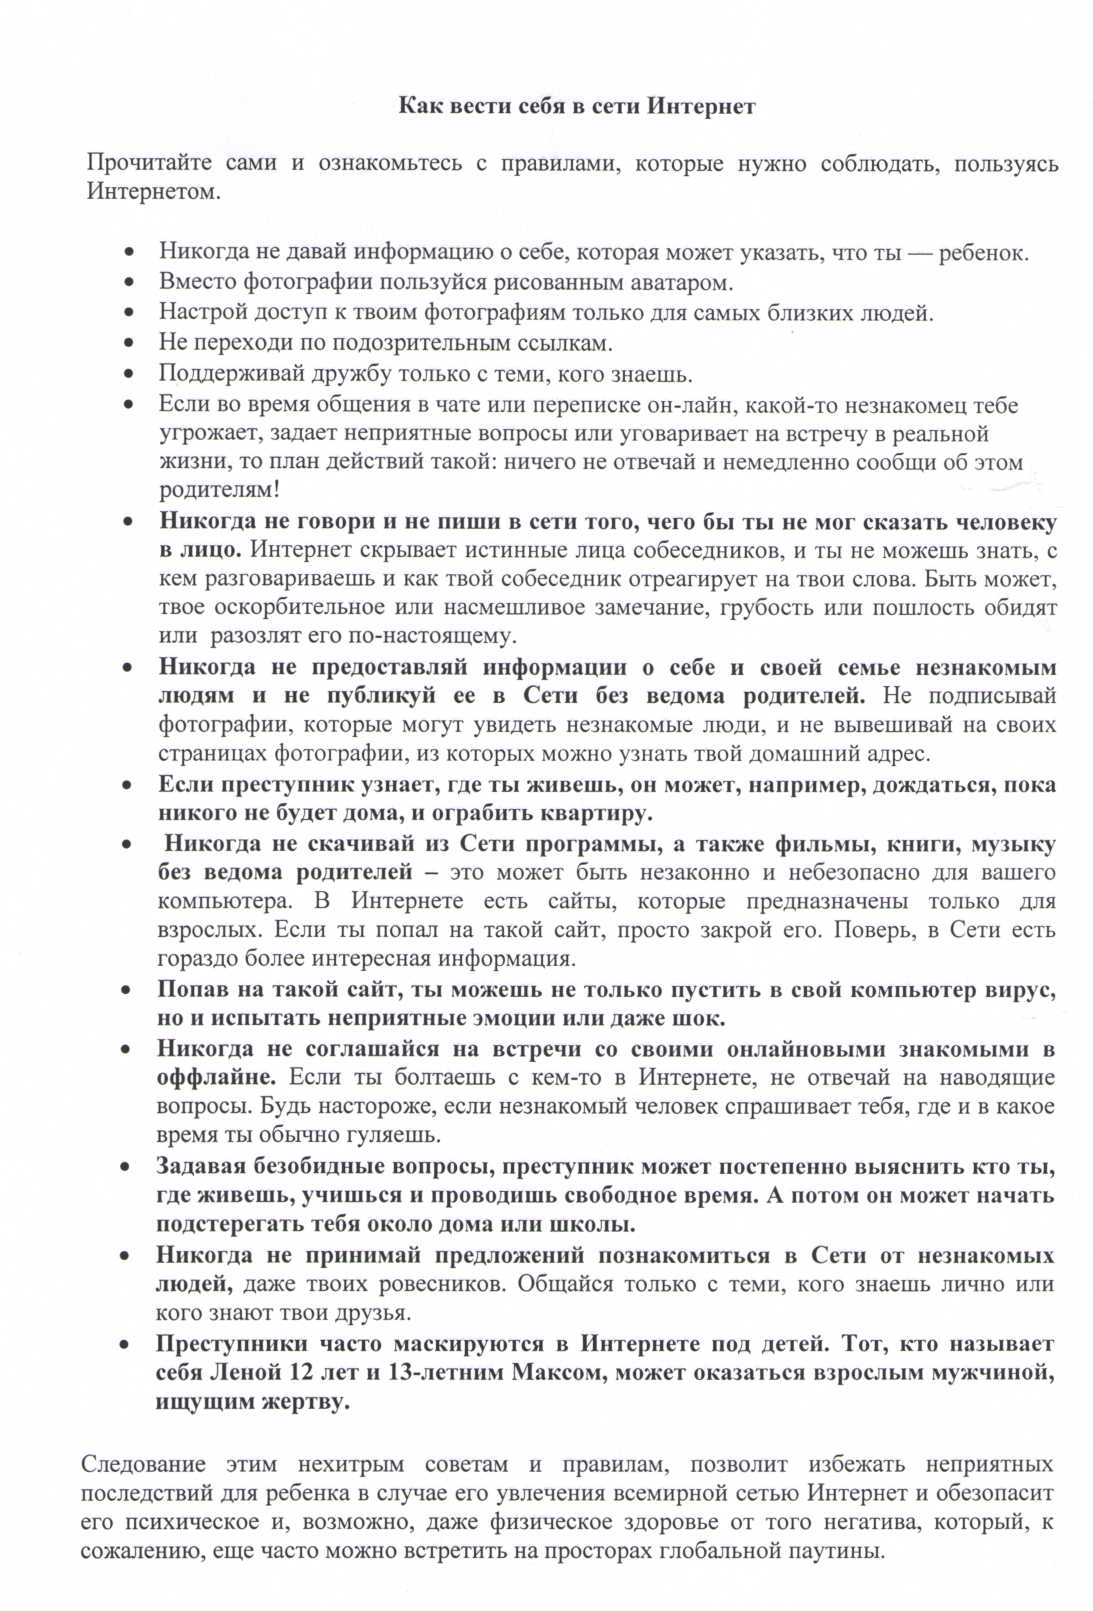 Как вести себя в сети Интернет
Прочитайте сами и ознакомьтесь с правилами, которые нужно соблюдать, пользуясь
Интернетом.
• Никогда не давай информацию о себе, которая может указать, что ты — ребенок.
• Вместо фотографии пользуйся рисованным аватаром.
• Настрой доступ к твоим фотографиям только для самых близких людей.
• Не переходи по подозрительным ссылкам.
• Поддерживай дружбу только с теми, кого знаешь.
• Если во время общения в чате или переписке он-лайн, какой-то незнакомец тебе
угрожает, задает неприятные вопросы или уговаривает на встречу в реальной
жизни, то план действий такой: ничего не отвечай и немедленно сообщи об этом
родителям!
• Никогда не говори и не пиши в сети того, чего бы ты не мог сказать человеку
в лицо. Интернет скрывает истинные лица собеседников, и ты не можешь знать, с
кем разговариваешь и как твой собеседник отреагирует на твои слова. Быть может,
твое оскорбительное или насмешливое замечание, грубость или пошлость обидят
или разозлят его по-настоящему.
• Никогда не предоставляй информации о себе и своей семье незнакомым
людям и не публикуй ее в Сети без ведома родителей. Не подписывай
фотографии, которые могут увидеть незнакомые люди, и не вывешивай на своих
страницах фотографии, из которых можно узнать твой домашний адрес.
• Если преступник узнает, где ты живешь, он может, например, дождаться, пока
никого не будет дома, и ограбить квартиру.
• Никогда не скачивай из Сети программы, а также фильмы, книги, музыку
без ведома родителей – это может быть незаконно и небезопасно для вашего
компьютера. В Интернете есть сайты, которые предназначены только для
взрослых. Если ты попал на такой сайт, просто закрой его. Поверь, в Сети есть
гораздо более интересная информация.
• Попав на такой сайт, ты можешь не только пустить в свой компьютер вирус,
но и испытать неприятные эмоции или даже шок.
• Никогда не соглашайся на встречи со своими онлайновыми знакомыми в
оффлайне. Если ты болтаешь с кем-то в Интернете, не отвечай на наводящие
вопросы. Будь настороже, если незнакомый человек спрашивает тебя, где и в какое
время ты обычно гуляешь.
• Задавая безобидные вопросы, преступник может постепенно выяснить кто ты,
где живешь, учишься и проводишь свободное время. А потом он может начать
подстерегать тебя около дома или школы.
• Никогда не принимай предложений познакомиться в Сети от незнакомых
людей, даже твоих ровесников. Общайся только с теми, кого знаешь лично или
кого знают твои друзья.
• Преступники часто маскируются в Интернете под детей. Тот, кто называет
себя Леной 12 лет и 13-летним Максом, может оказаться взрослым мужчиной,
ищущим жертву.
Следование этим нехитрым советам и правилам, позволит избежать неприятных
последствий для ребенка в случае его увлечения всемирной сетью Интернет и обезопасит
его психическое и, возможно, даже физическое здоровье от того негатива, который, к
сожалению, еще часто можно встретить на просторах глобальной паутины.